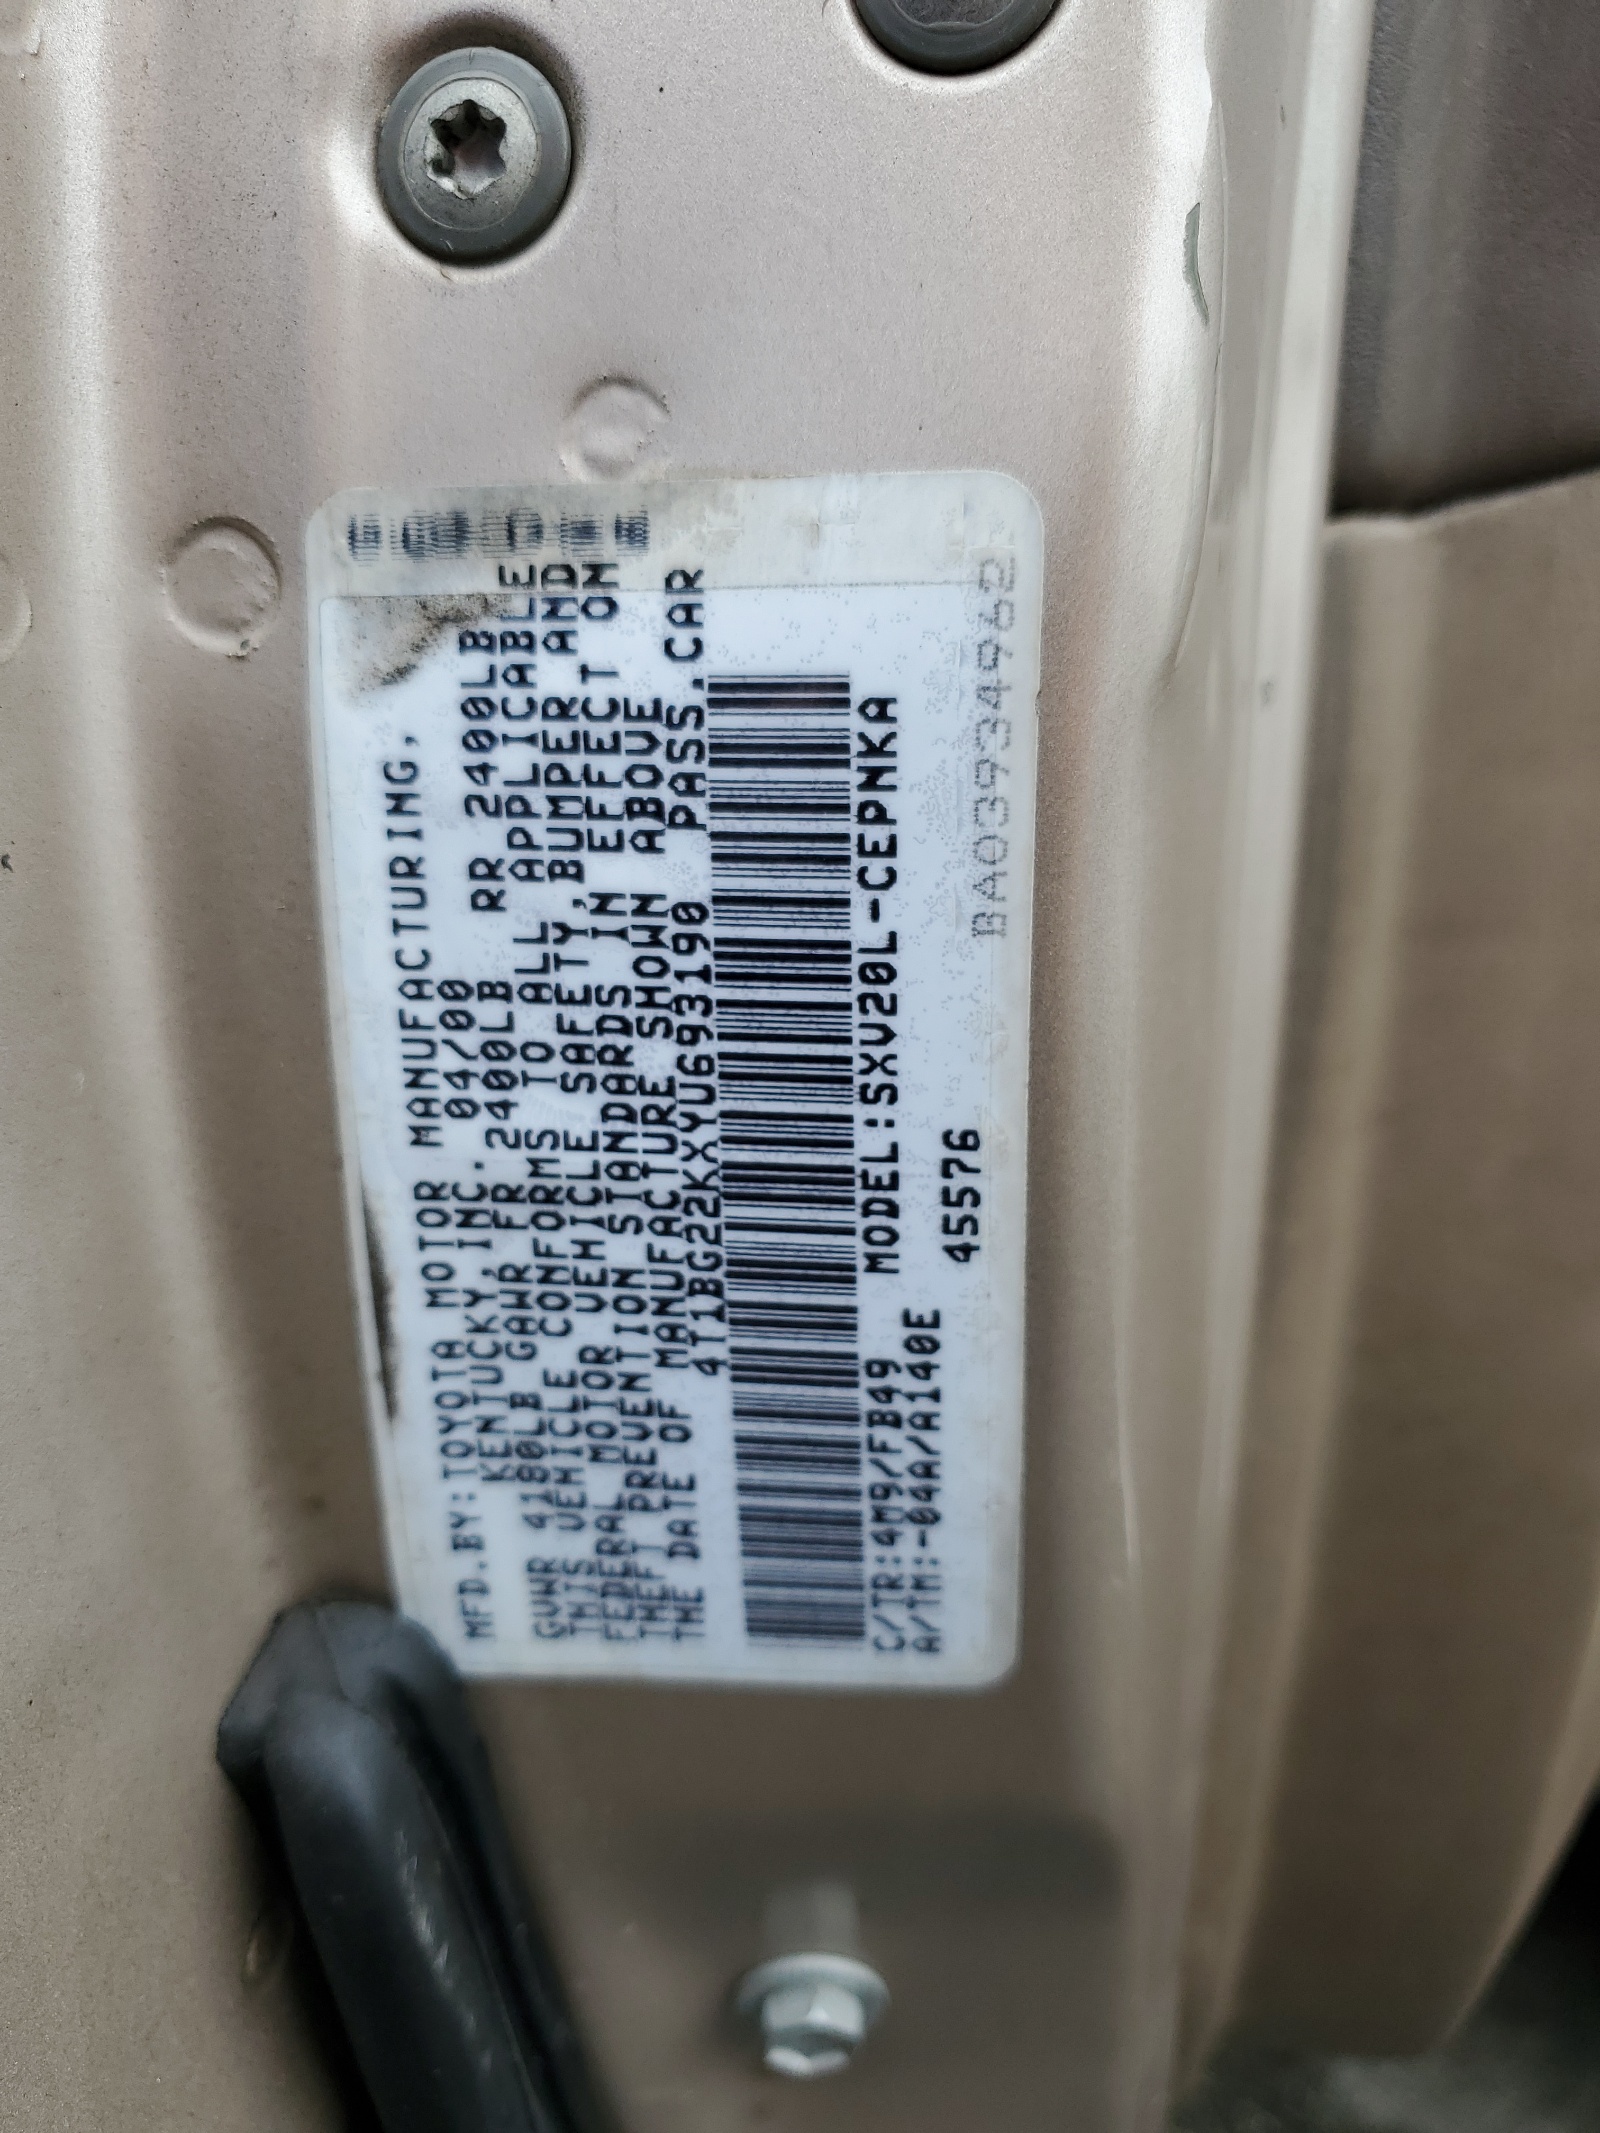 MFD.BY:TOYOTA MOTOR MANUFACTURING,
KENTUCKY,INC. 04/00
GVWR 4180LB GAWR FR 2400LB RR 2400LB
THIS VEHICLE CONFORMS TO ALL APPLICABLE
FEDERAL MOTOR VEHICLE SAFETY,BUMPER AND
THEFT PREVENTION STANDARDS IN EFFECT ON
THE DATE OF MANUFACTURE SHOWN ABOVE
4T1BG22KXYU693190 PASS.CAR
MODEL:SXV20L-CEPNKA
C/TR:4M9/FB49
A/TM:-04A/A140E
45576
BA03934962